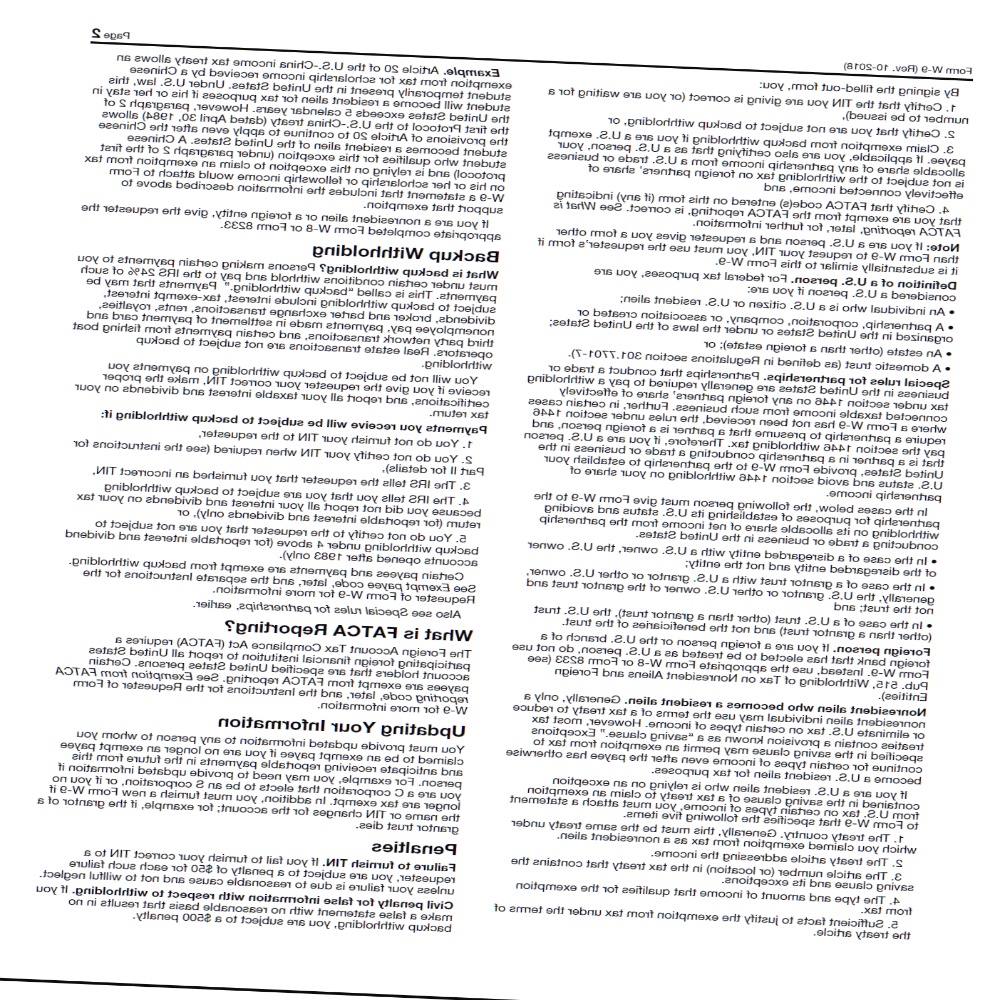 Form W-9 (Rev. 10-2018)
Page 2
By signing the filled-out form, you:
1. Certify that the TIN you are giving is correct (or you are waiting for a
number to be issued),
2. Certify that you are not subject to backup withholding, or
3. Claim exemption from backup withholding if you are a U.S. exempt
payee. If applicable, you are also certifying that as a U.S. person, your
allocable share of any partnership income from a U.S. trade or business
is not subject to the withholding tax on foreign partners' share of
effectively connected income, and
4. Certify that FATCA code(s) entered on this form (if any) indicating
that you are exempt from the FATCA reporting, is correct. See What is
FATCA reporting, later, for further information.
Note: If you are a U.S. person and a requester gives you a form other
than Form W-9 to request your TIN, you must use the requester's form if
it is substantially similar to this Form W-9.
Definition of a U.S. person. For federal tax purposes, you are
considered a U.S. person if you are:
• An individual who is a U.S. citizen or U.S. resident alien;
• A partnership, corporation, company, or association created or
organized in the United States or under the laws of the United States;
• An estate (other than a foreign estate); or
• A domestic trust (as defined in Regulations section 301.7701-7).
Special rules for partnerships. Partnerships that conduct a trade or
business in the United States are generally required to pay a withholding
tax under section 1446 on any foreign partners' share of effectively
connected taxable income from such business. Further, in certain cases
where a Form W-9 has not been received, the rules under section 1446
require a partnership to presume that a partner is a foreign person, and
pay the section 1446 withholding tax. Therefore, if you are a U.S. person
that is a partner in a partnership conducting a trade or business in the
United States, provide Form W-9 to the partnership to establish your
U.S. status and avoid section 1446 withholding on your share of
partnership income.
In the cases below, the following person must give Form W-9 to the
partnership for purposes of establishing its U.S. status and avoiding
withholding on its allocable share of net income from the partnership
conducting a trade or business in the United States.
• In the case of a disregarded entity with a U.S. owner, the U.S. owner
of the disregarded entity and not the entity;
• In the case of a grantor trust with a U.S. grantor or other U.S. owner,
generally, the U.S. grantor or other U.S. owner of the grantor trust and
not the trust; and
• In the case of a U.S. trust (other than a grantor trust), the U.S. trust
(other than a grantor trust) and not the beneficiaries of the trust.
Foreign person. If you are a foreign person or the U.S. branch of a
foreign bank that has elected to be treated as a U.S. person, do not use
Form W-9. Instead, use the appropriate Form W-8 or Form 8233 (see
Pub. 515, Withholding of Tax on Nonresident Aliens and Foreign
Entities).
Nonresident alien who becomes a resident alien. Generally, only a
nonresident alien individual may use the terms of a tax treaty to reduce
or eliminate U.S. tax on certain types of income. However, most tax
treaties contain a provision known as a "saving clause." Exceptions
specified in the saving clause may permit an exemption from tax to
continue for certain types of income even after the payee has otherwise
become a U.S. resident alien for tax purposes.
If you are a U.S. resident alien who is relying on an exception
contained in the saving clause of a tax treaty to claim an exemption
from U.S. tax on certain types of income, you must attach a statement
to Form W-9 that specifies the following five items.
1. The treaty country. Generally, this must be the same treaty under
which you claimed exemption from tax as a nonresident alien.
2. The treaty article addressing the income.
3. The article number (or location) in the tax treaty that contains the
saving clause and its exceptions.
4. The type and amount of income that qualifies for the exemption
from tax.
5. Sufficient facts to justify the exemption from tax under the terms of
the treaty article.
Example. Article 20 of the U.S.-China income tax treaty allows an
exemption from tax for scholarship income received by a Chinese
student temporarily present in the United States. Under U.S. law, this
student will become a resident alien for tax purposes if his or her stay in
the United States exceeds 5 calendar years. However, paragraph 2 of
the first Protocol to the U.S.-China treaty (dated April 30, 1984) allows
the provisions of Article 20 to continue to apply even after the Chinese
student becomes a resident alien of the United States. A Chinese
student who qualifies for this exception (under paragraph 2 of the first
protocol) and is relying on this exception to claim an exemption from tax
on his or her scholarship or fellowship income would attach to Form
W-9 a statement that includes the information described above to
support that exemption.
If you are a nonresident alien or a foreign entity, give the requester the
appropriate completed Form W-8 or Form 8233.
Backup Withholding
What is backup withholding? Persons making certain payments to you
must under certain conditions withhold and pay to the IRS 24% of such
payments. This is called "backup withholding." Payments that may be
subject to backup withholding include interest, tax-exempt interest,
dividends, broker and barter exchange transactions, rents, royalties,
nonemployee pay, payments made in settlement of payment card and
third party network transactions, and certain payments from fishing boat
operators. Real estate transactions are not subject to backup
withholding.
You will not be subject to backup withholding on payments you
receive if you give the requester your correct TIN, make the proper
certifications, and report all your taxable interest and dividends on your
tax return.
Payments you receive will be subject to backup withholding if:
1. You do not furnish your TIN to the requester,
2. You do not certify your TIN when required (see the instructions for
Part II for details),
3. The IRS tells the requester that you furnished an incorrect TIN,
4. The IRS tells you that you are subject to backup withholding
because you did not report all your interest and dividends on your tax
return (for reportable interest and dividends only), or
5. You do not certify to the requester that you are not subject to
backup withholding under 4 above (for reportable interest and dividend
accounts opened after 1983 only).
Certain payees and payments are exempt from backup withholding.
See Exempt payee code, later, and the separate Instructions for the
Requester of Form W-9 for more information.
Also see Special rules for partnerships, earlier.
What is FATCA Reporting?
The Foreign Account Tax Compliance Act (FATCA) requires a
participating foreign financial institution to report all United States
account holders that are specified United States persons. Certain
payees are exempt from FATCA reporting. See Exemption from FATCA
reporting code, later, and the Instructions for the Requester of Form
W-9 for more information.
Updating Your Information
You must provide updated information to any person to whom you
claimed to be an exempt payee if you are no longer an exempt payee
and anticipate receiving reportable payments in the future from this
person. For example, you may need to provide updated information if
you are a C corporation that elects to be an S corporation, or if you no
longer are tax exempt. In addition, you must furnish a new Form W-9 if
the name or TIN changes for the account; for example, if the grantor of a
grantor trust dies.
Penalties
Failure to furnish TIN. If you fail to furnish your correct TIN to a
requester, you are subject to a penalty of $50 for each such failure
unless your failure is due to reasonable cause and not to willful neglect.
Civil penalty for false information with respect to withholding. If you
make a false statement with no reasonable basis that results in no
backup withholding, you are subject to a $500 penalty.